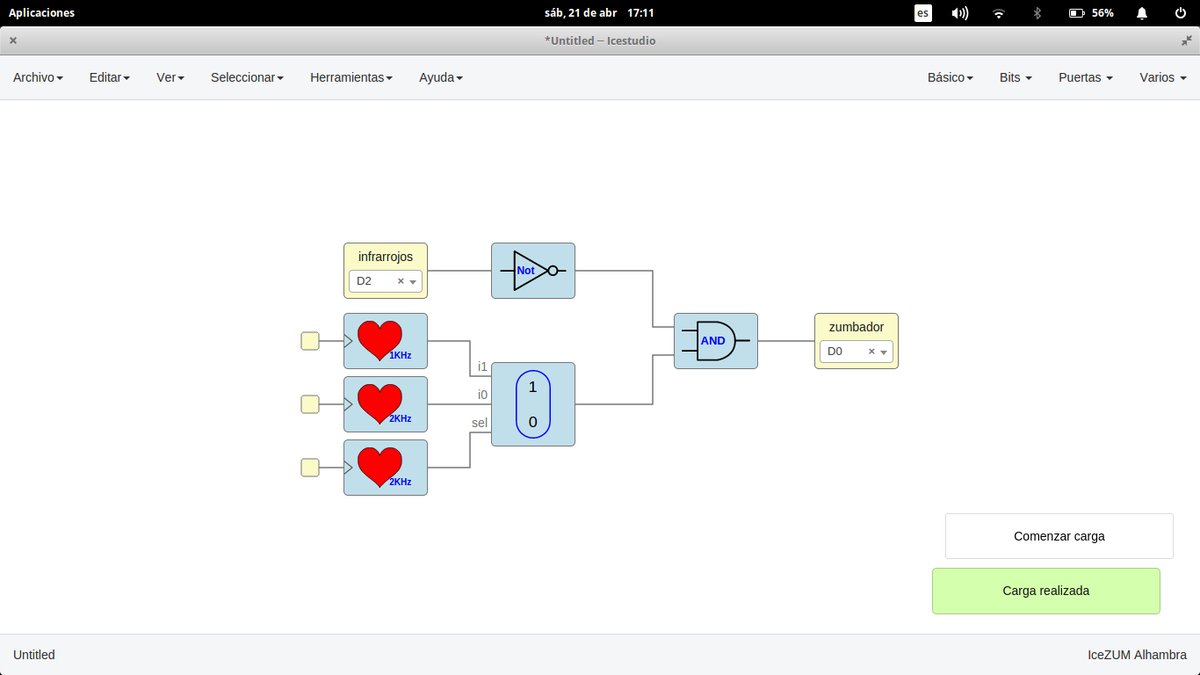 Aplicaciones sáb, 21 de abr 17:11 es 56%
*Untitled – Icestudio
Archivo Editar Ver Seleccionar Herramientas Ayuda Básico Bits Puertas Varios
infrarrojos
D2
Not
1KHz
2KHz
2KHz
i1
i0
sel
1
0
AND
zumbador
D0
Comenzar carga
Carga realizada
Untitled IceZUM Alhambra